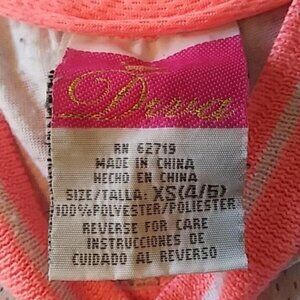 Diva
RN 62719
MADE IN CHINA
HECHO EN CHINA
SIZE/TALLA: XS(4/5)
100%POLYESTER/POLIESTER
REVERSE FOR CARE
INSTRUCCIONES DE
CUIDADO AL REVERSO